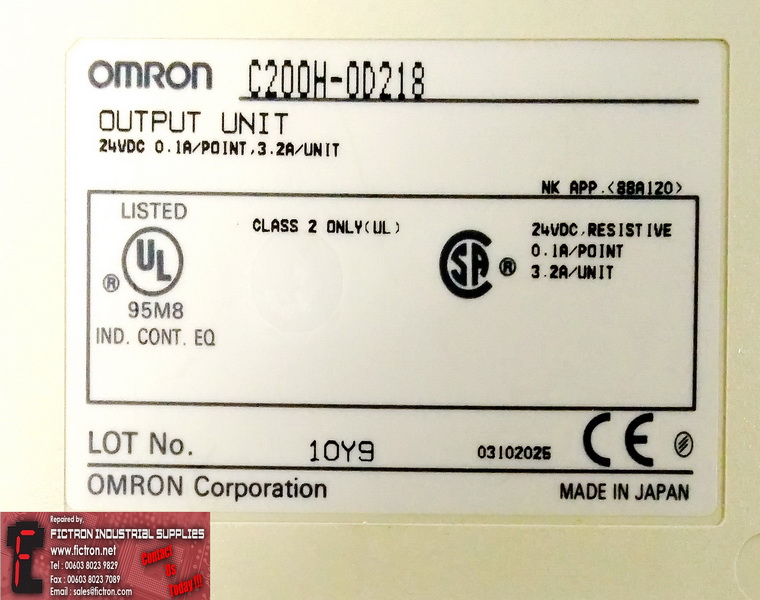 OMRON C200H-OD218
OUTPUT UNIT
24VDC 0.1A/POINT, 3.2A/UNIT
NK APP.<88A120>
LISTED
UL
®
95M8
IND. CONT. EQ
CLASS 2 ONLY(UL)
SA ®
24VDC, RESISTIVE
0.1A/POINT
3.2A/UNIT
LOT No. 10Y9 03102025 CE
OMRON Corporation MADE IN JAPAN
Repaired by,
FICTRON INDUSTRIAL SUPPLIES
www.fictron.net
Tel : 00603 8023 9829
Fax : 00603 8023 7089
Email : sales@fictron.com
Contact
Us
Today !!!